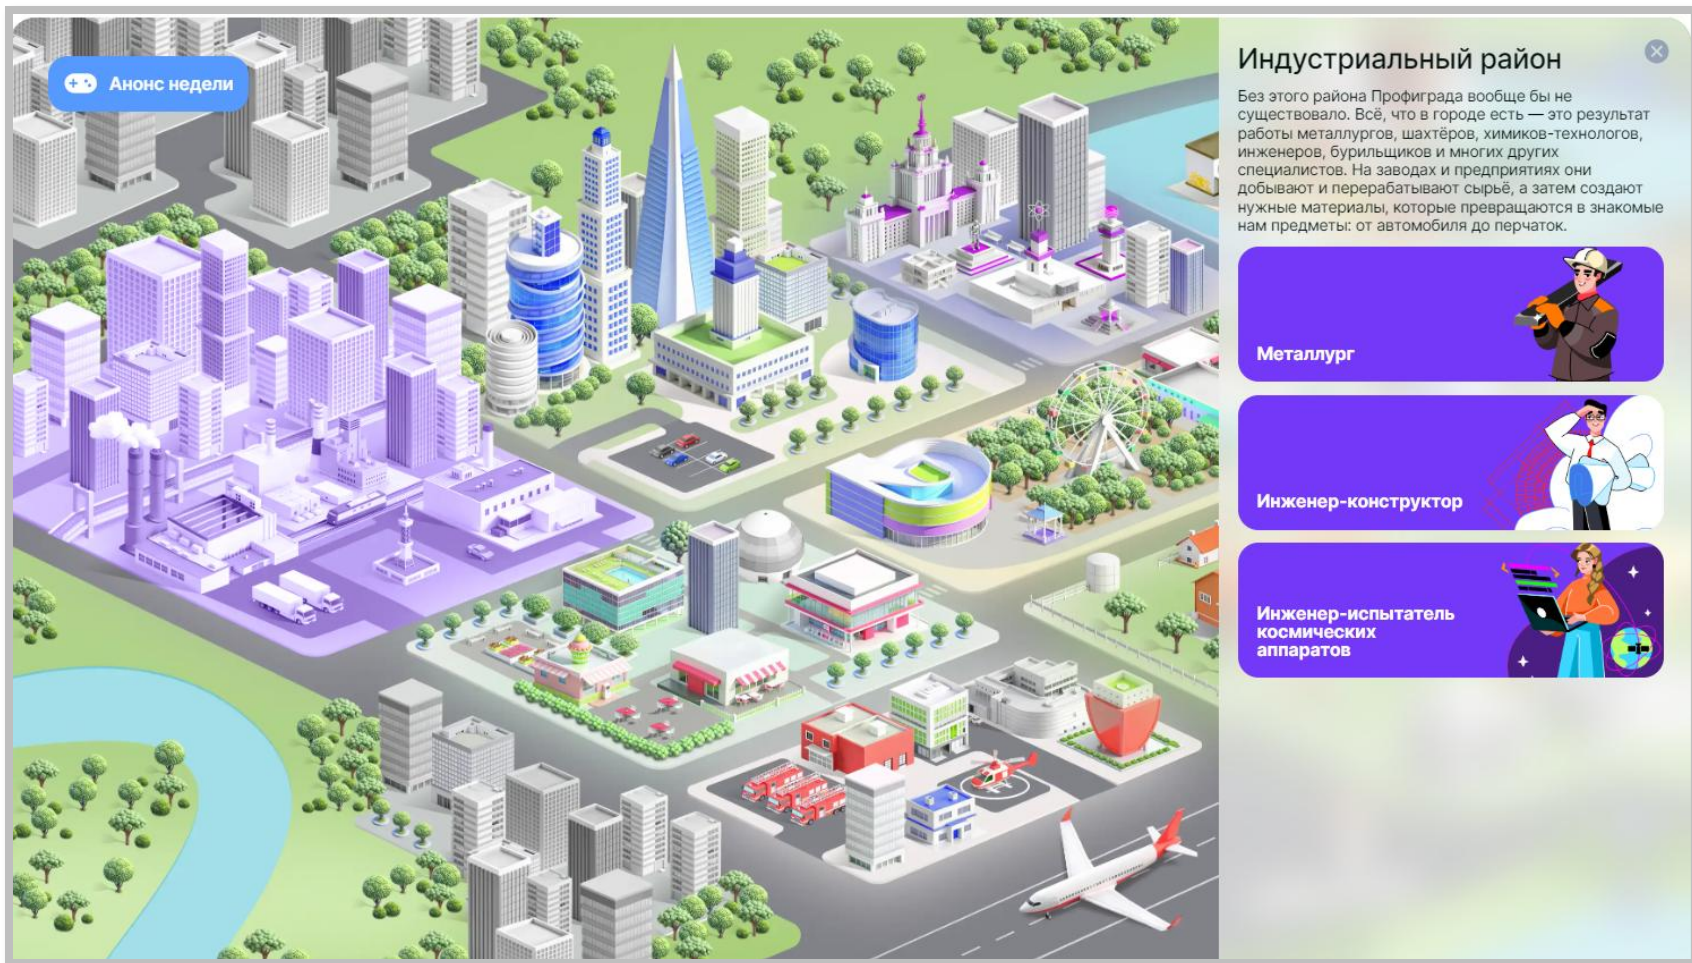 Анонс недели
Индустриальный район
Без этого района Профиграда вообще бы не
существовало. Всё, что в городе есть — это результат
работы металлургов, шахтёров, химиков-технологов,
инженеров, бурильщиков и многих других
специалистов. На заводах и предприятиях они
добывают и перерабатывают сырьё, а затем создают
нужные материалы, которые превращаются в знакомые
нам предметы: от автомобиля до перчаток.
Металлург
Инженер-конструктор
Инженер-испытатель
космических
аппаратов